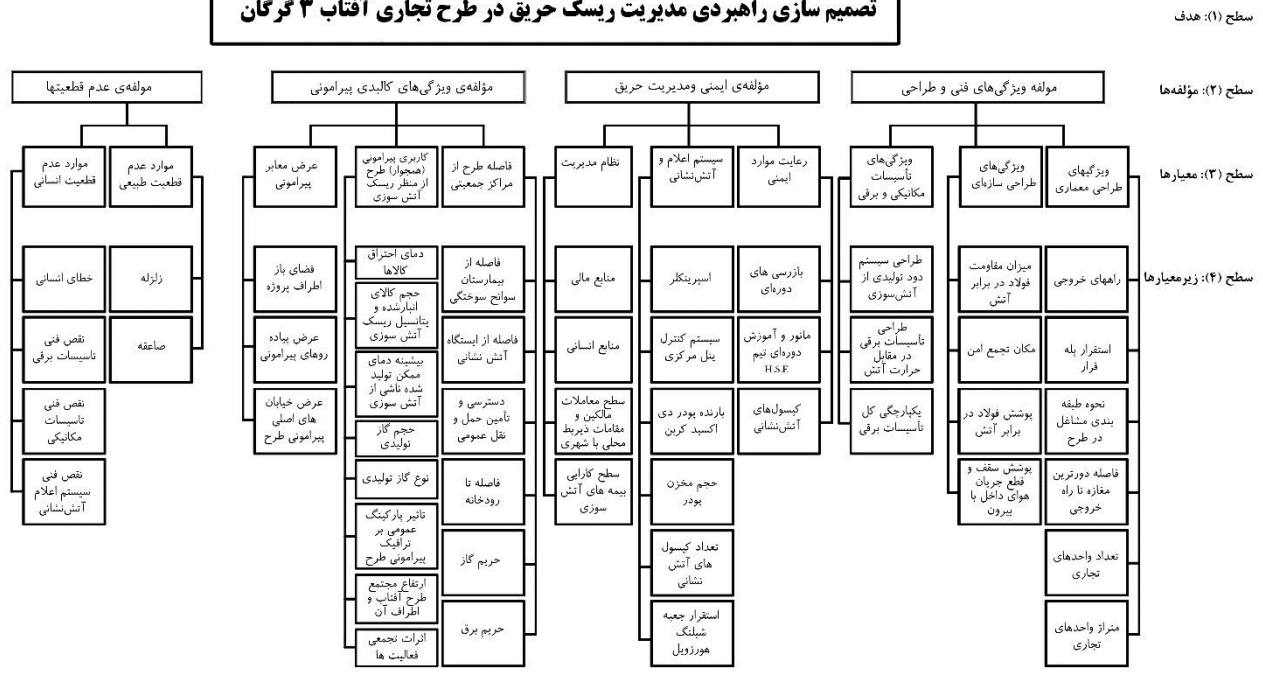 تصمیم سازی راهبردی مدیریت ریسک حریق در طرح تجاری آفتاب ۳ گرگان
سطح (۱): هدف
سطح (۲): مؤلفه‌ها
مولفه ویژگی‌های فنی و طراحی
مؤلفه‌ی ایمنی ومدیریت حریق
مؤلفه‌ی ویژگی‌های کالبدی پیرامونی
مولفه‌ی عدم قطعیتها
سطح (۳): معیارها
ویژگیهای
طراحی معماری
ویژگی‌های
طراحی سازه‌ای
ویژگی‌های
تأسیسات
مکانیکی و برقی
رعایت موارد
ایمنی
سیستم اعلام و
آتش‌نشانی
نظام مدیریت
فاصله طرح از
مراکز جمعیتی
کاربری پیرامونی
(همجوار) طرح
از منظر ریسک
آتش سوزی
عرض معابر
پیرامونی
موارد عدم
قطعیت طبیعی
موارد عدم
قطعیت انسانی
سطح (۴): زیرمعیارها
راههای خروجی
استقرار پله
فرار
نحوه طبقه
بندی مشاغل
در طرح
فاصله دورترین
مغازه تا راه
خروجی
تعداد واحدهای
تجاری
متراژ واحدهای
تجاری
میزان مقاومت
فولاد در برابر
آتش
مکان تجمع امن
پوشش فولاد در
برابر آتش
پوشش سقف و
قطع جریان
هوای داخل با
بیرون
طراحی سیستم
دود تولیدی از
آتش‌سوزی
طراحی
تأسیسات برقی
در مقابل
حرارت آتش
یکپارچگی کل
تأسیسات برقی
بازرسی های
دوره‌ای
مانور و آموزش
دوره‌ای تیم
H.S.E
کپسول‌های
آتش‌نشانی
اسپرینکلر
سیستم کنترل
پنل مرکزی
بارنده پودر دی
اکسید کربن
حجم مخزن
پودر
تعداد کپسول
های آتش
نشانی
استقرار جعبه
شیلنگ
هوزرویل
منابع مالی
منابع انسانی
سطح معاملات
مالکین و
مقامات ذیربط
محلی با شهری
سطح کارایی
بیمه های آتش
سوزی
فاصله از
بیمارستان
سوانح سوختگی
فاصله از ایستگاه
آتش نشانی
دسترسی و
تأمین حمل و
نقل عمومی
فاصله تا
رودخانه
حریم گاز
حریم برق
دمای احتراق
کالاها
حجم کالای
انبارشده و
پتانسیل ریسک
آتش سوزی
بیشینه دمای
ممکن تولید
شده ناشی از
آتش سوزی
حجم گاز
تولیدی
نوع گاز تولیدی
تاثیر پارکینگ
عمومی بر
ترافیک
پیرامونی طرح
ارتفاع مجتمع
طرح آفتاب و
اطراف آن
اثرات تجمعی
فعالیت ها
فضای باز
اطراف پروژه
عرض پیاده
روهای پیرامونی
عرض خیابان
های اصلی
پیرامونی طرح
زلزله
صاعقه
خطای انسانی
نقص فنی
تاسیسات برقی
نقص فنی
تاسیسات
مکانیکی
نقص فنی
سیستم اعلام
آتش‌نشانی